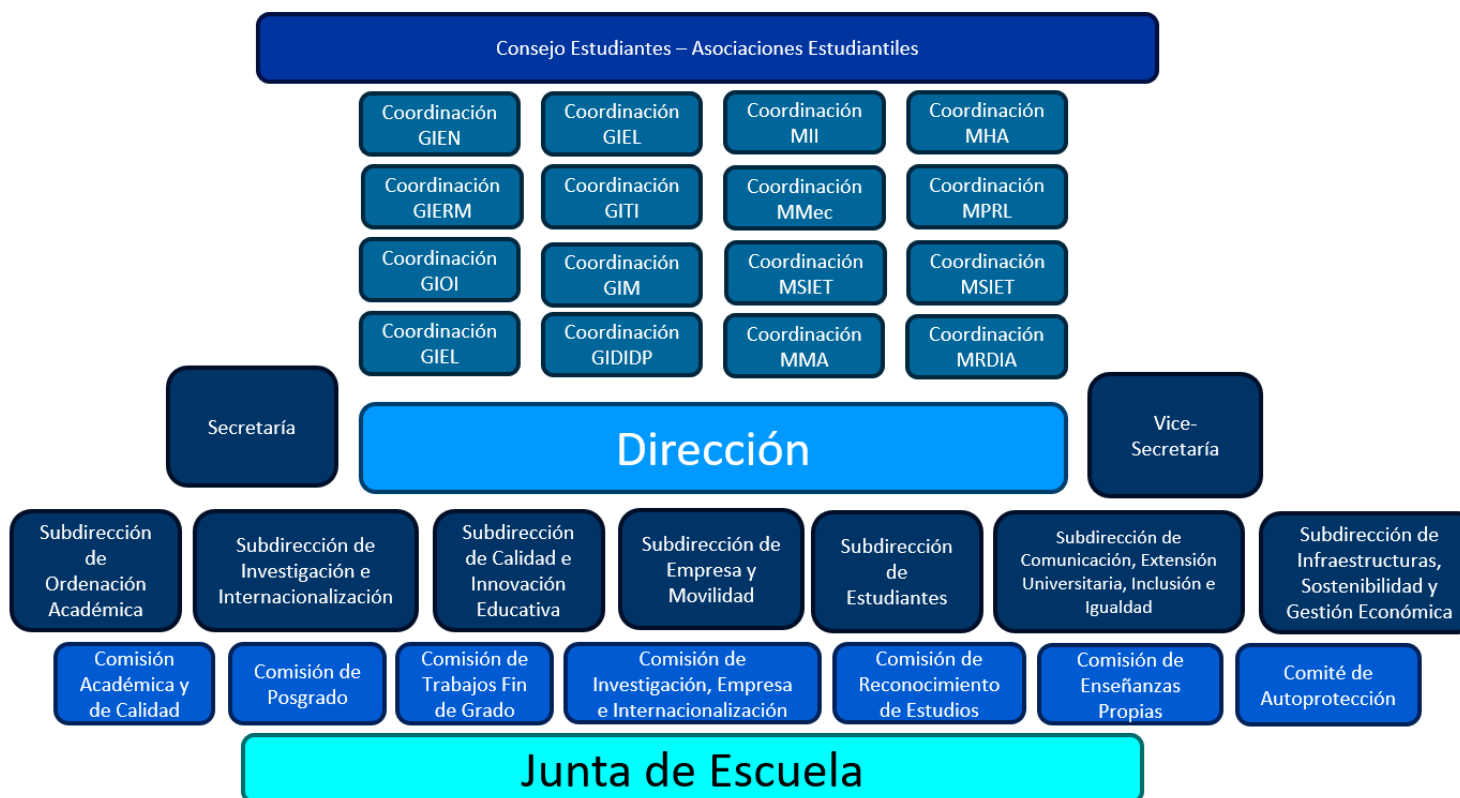 Consejo Estudiantes – Asociaciones Estudiantiles
Coordinación
GIEN
Coordinación
GIEL
Coordinación
MII
Coordinación
MHA
Coordinación
GIERM
Coordinación
GITI
Coordinación
MMec
Coordinación
MPRL
Coordinación
GIOI
Coordinación
GIM
Coordinación
MSIET
Coordinación
MSIET
Coordinación
GIEL
Coordinación
GIDIDP
Coordinación
MMA
Coordinación
MRDIA
Secretaría
Dirección
Vice-
Secretaría
Subdirección
de
Ordenación
Académica
Subdirección de
Investigación e
Internacionalización
Subdirección
de Calidad e
Innovación
Educativa
Subdirección de
Empresa y
Movilidad
Subdirección
de
Estudiantes
Subdirección de
Comunicación, Extensión
Universitaria, Inclusión e
Igualdad
Subdirección de
Infraestructuras,
Sostenibilidad y
Gestión Económica
Comisión
Académica y
de Calidad
Comisión de
Posgrado
Comisión de
Trabajos Fin
de Grado
Comisión de
Investigación, Empresa
e Internacionalización
Comisión de
Reconocimiento
de Estudios
Comisión de
Enseñanzas
Propias
Comité de
Autoprotección
Junta de Escuela